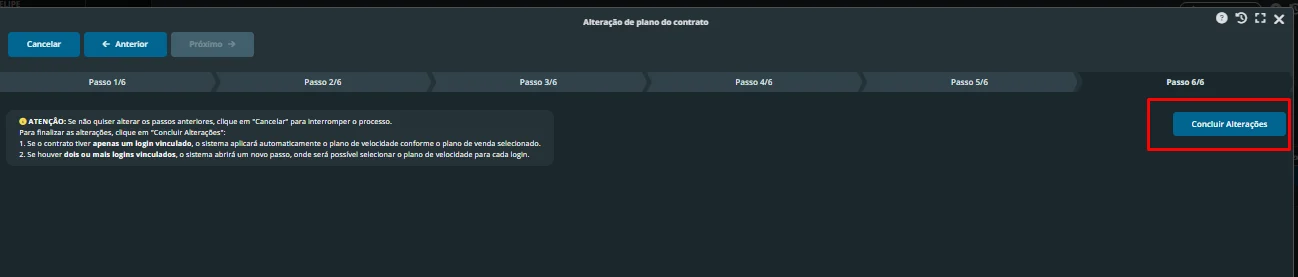 ELIPE
Alteração de plano do contrato
Cancelar
← Anterior
Próximo →
Passo 1/6
Passo 2/6
Passo 3/6
Passo 4/6
Passo 5/6
Passo 6/6
ATENÇÃO: Se não quiser alterar os passos anteriores, clique em "Cancelar" para interromper o processo.
Para finalizar as alterações, clique em "Concluir Alterações":
1. Se o contrato tiver apenas um login vinculado, o sistema aplicará automaticamente o plano de velocidade conforme o plano de venda selecionado.
2. Se houver dois ou mais logins vinculados, o sistema abrirá um novo passo, onde será possível selecionar o plano de velocidade para cada login.
Concluir Alterações